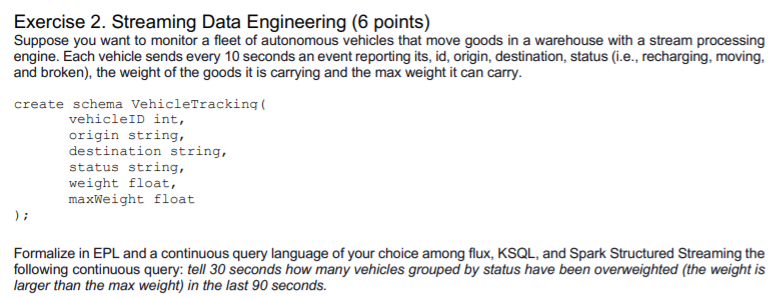 Exercise 2. Streaming Data Engineering (6 points)
Suppose you want to monitor a fleet of autonomous vehicles that move goods in a warehouse with a stream processing
engine. Each vehicle sends every 10 seconds an event reporting its, id, origin, destination, status (i.e., recharging, moving,
and broken), the weight of the goods it is carrying and the max weight it can carry.
create schema VehicleTracking(
vehicleID int,
origin string,
destination string,
status string,
weight float,
maxWeight float
);
Formalize in EPL and a continuous query language of your choice among flux, KSQL, and Spark Structured Streaming the
following continuous query: tell 30 seconds how many vehicles grouped by status have been overweighted (the weight is
larger than the max weight) in the last 90 seconds.